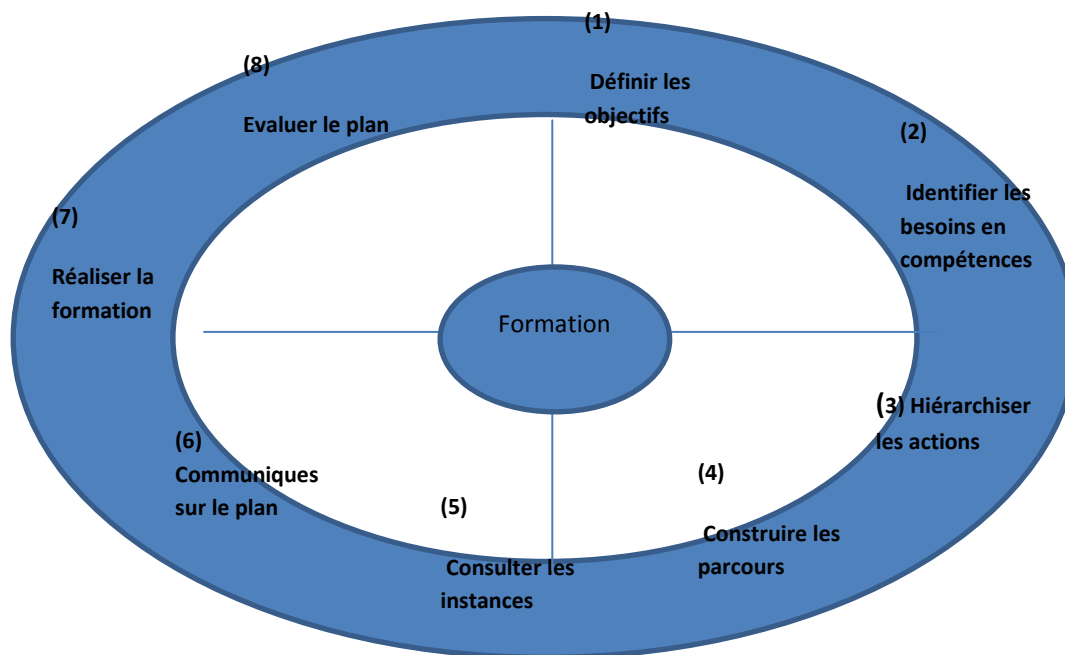 (1)
Définir les
objectifs
(2)
Identifier les
besoins en
compétences
(3) Hiérarchiser
les actions
(4)
Construire les
parcours
(5)
Consulter les
instances
(6)
Communiques
sur le plan
(7)
Réaliser la
formation
(8)
Evaluer le plan
Formation